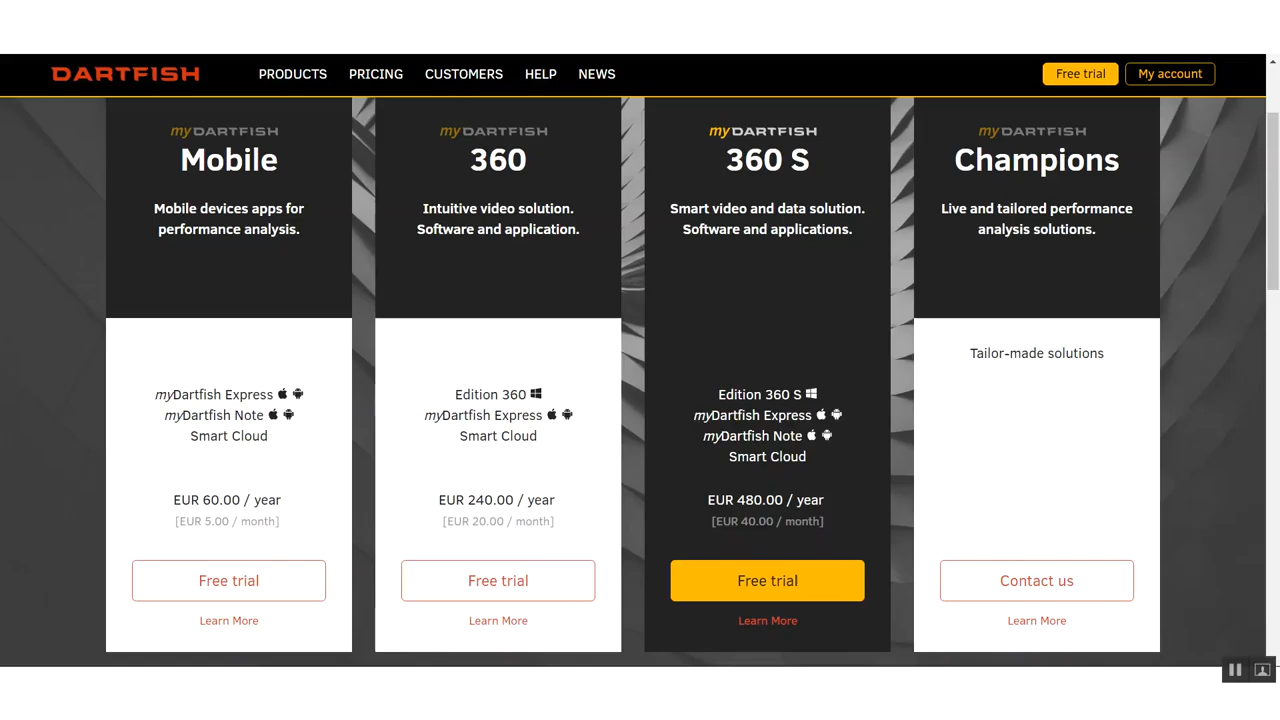 DARTFISH
PRODUCTS PRICING CUSTOMERS HELP NEWS
Free trial
My account
myDARTFISH
Mobile
Mobile devices apps for
performance analysis.
myDartfish Express
myDartfish Note
Smart Cloud
EUR 60.00 / year
[EUR 5.00 / month]
Free trial
Learn More
myDARTFISH
360
Intuitive video solution.
Software and application.
Edition 360
myDartfish Express
Smart Cloud
EUR 240.00 / year
[EUR 20.00 / month]
Free trial
Learn More
myDARTFISH
360 S
Smart video and data solution.
Software and applications.
Edition 360 S
myDartfish Express
myDartfish Note
Smart Cloud
EUR 480.00 / year
[EUR 40.00 / month]
Free trial
Learn More
myDARTFISH
Champions
Live and tailored performance
analysis solutions.
Tailor-made solutions
Contact us
Learn More